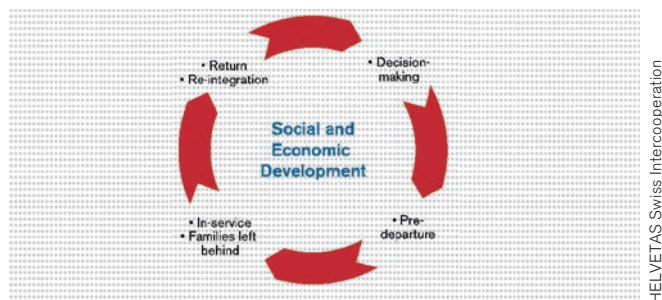 • Return
• Re-integration
• Decision-
making
Social and
Economic
Development
• In-service
• Families left
behind
• Pre-
departure
HELVETAS Swiss Intercooperation